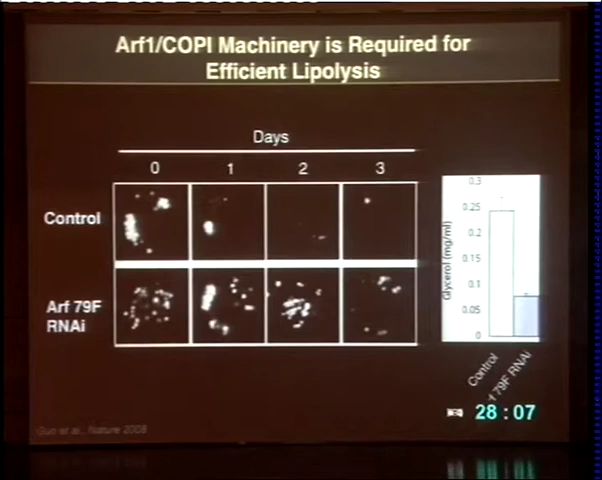 Arf1/COPI Machinery is Required for
Efficient Lipolysis
Days
0 1 2 3
Control
Arf 79F
RNAi
Glycerol (mg/ml)
0.3
0.25
0.2
0.15
0.1
0.05
0
Control
79F RNAi
28:07
Guo et al., Nature 2008